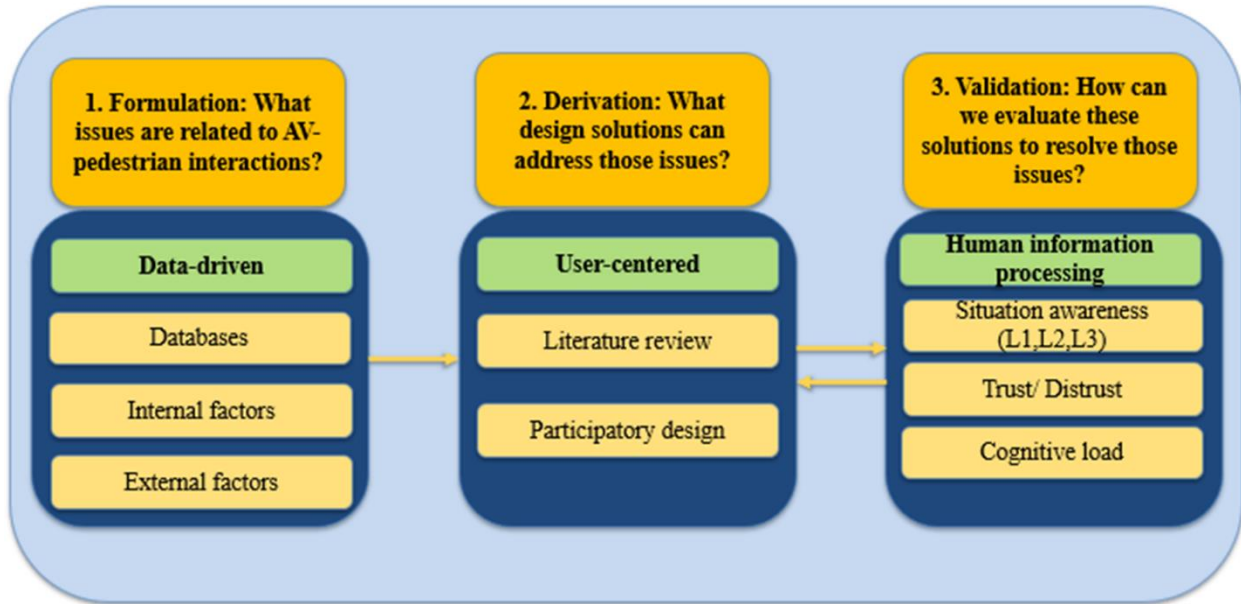 1. Formulation: What
issues are related to AV-
pedestrian interactions?
Data-driven
Databases
Internal factors
External factors
2. Derivation: What
design solutions can
address those issues?
User-centered
Literature review
Participatory design
3. Validation: How can
we evaluate these
solutions to resolve those
issues?
Human information
processing
Situation awareness
(L1,L2,L3)
Trust/ Distrust
Cognitive load